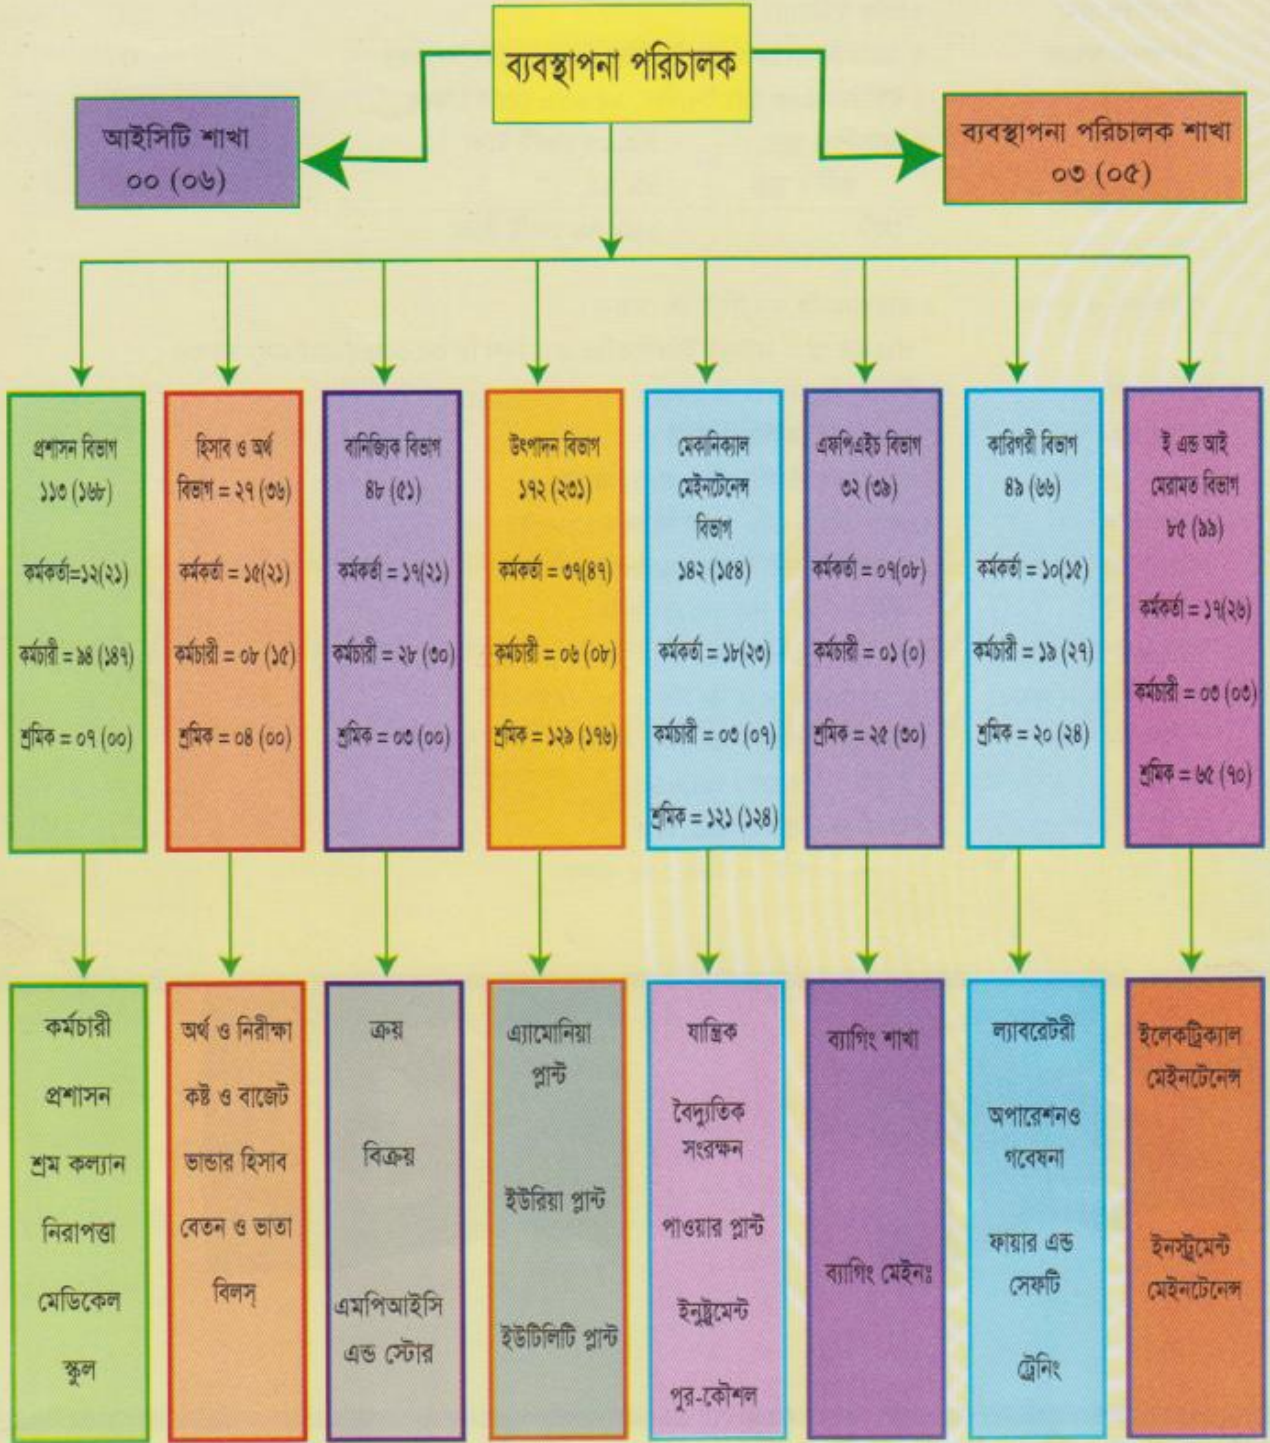 ব্যবস্থাপনা পরিচালক
আইসিটি শাখা
০০ (০৬)
ব্যবস্থাপনা পরিচালক শাখা
০৩ (০৫)
প্রশাসন বিভাগ
১১৩ (১৬৮)
কর্মকর্তা=১২(২১)
কর্মচারী = ৯৪ (১৪৭)
শ্রমিক = ০৭ (০০)
হিসাব ও অর্থ
বিভাগ = ২৭ (৩৬)
কর্মকর্তা = ১৫(২১)
কর্মচারী = ০৮ (১৫)
শ্রমিক = ০৪ (০০)
বানিজ্যিক বিভাগ
৪৮ (৫১)
কর্মকর্তা = ১৭(২১)
কর্মচারী = ২৮ (৩০)
শ্রমিক = ০৩ (০০)
উৎপাদন বিভাগ
১৭২ (২৩১)
কর্মকর্তা = ৩৭(৪৭)
কর্মচারী = ০৬ (০৮)
শ্রমিক = ১২৯ (১৭৬)
মেকানিক্যাল
মেইনটেনেন্স
বিভাগ
১৪২ (১৫৪)
কর্মকর্তা = ১৮(২৩)
কর্মচারী = ০৩ (০৭)
শ্রমিক = ১২১ (১২৪)
এফপিএইচ বিভাগ
৩২ (৩৯)
কর্মকর্তা = ০৭(০৮)
কর্মচারী = ০১ (০)
শ্রমিক = ২৫ (৩০)
কারিগরী বিভাগ
৪৯ (৬৬)
কর্মকর্তা = ১০(১৫)
কর্মচারী = ১৯ (২৭)
শ্রমিক = ২০ (২৪)
ই এন্ড আই
মেরামত বিভাগ
৮৫ (৯৯)
কর্মকর্তা = ১৭(২৬)
কর্মচারী = ০৩ (০৩)
শ্রমিক = ৬৫ (৭০)
কর্মচারী
প্রশাসন
শ্রম কল্যান
নিরাপত্তা
মেডিকেল
স্কুল
অর্থ ও নিরীক্ষা
কষ্ট ও বাজেট
ভান্ডার হিসাব
বেতন ও ভাতা
বিলস্
ক্রয়
বিক্রয়
এমপিআইসি
এন্ড স্টোর
এ্যামোনিয়া
প্লান্ট
ইউরিয়া প্লান্ট
ইউটিলিটি প্লান্ট
যান্ত্রিক
বৈদ্যুতিক
সংরক্ষন
পাওয়ার প্লান্ট
ইনুষ্ট্রুমেন্ট
পুর-কৌশল
ব্যাগিং শাখা
ব্যাগিং মেইনঃ
ল্যাবরেটরী
অপারেশনও
গবেষনা
ফায়ার এন্ড
সেফটি
ট্রেনিং
ইলেকট্রিক্যাল
মেইনটেনেন্স
ইনস্ট্রুমেন্ট
মেইনটেনেন্স